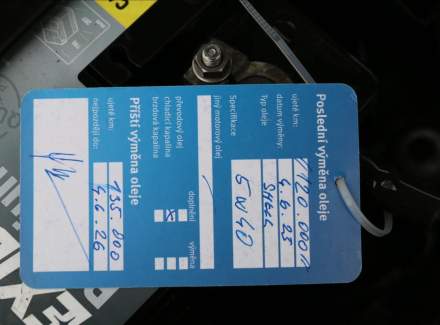 Poslední výměna oleje
ujeté km: 120.000
datum výměny: 4.6.25
Typ oleje SHELL
Specifikace 5W40
jiný motorový olej
doplnění výměna
převodový olej
chladící kapalina X
brzdová kapalina
Příští výměna oleje
ujeté km: 135 000
nejpozději do: 4.6.26